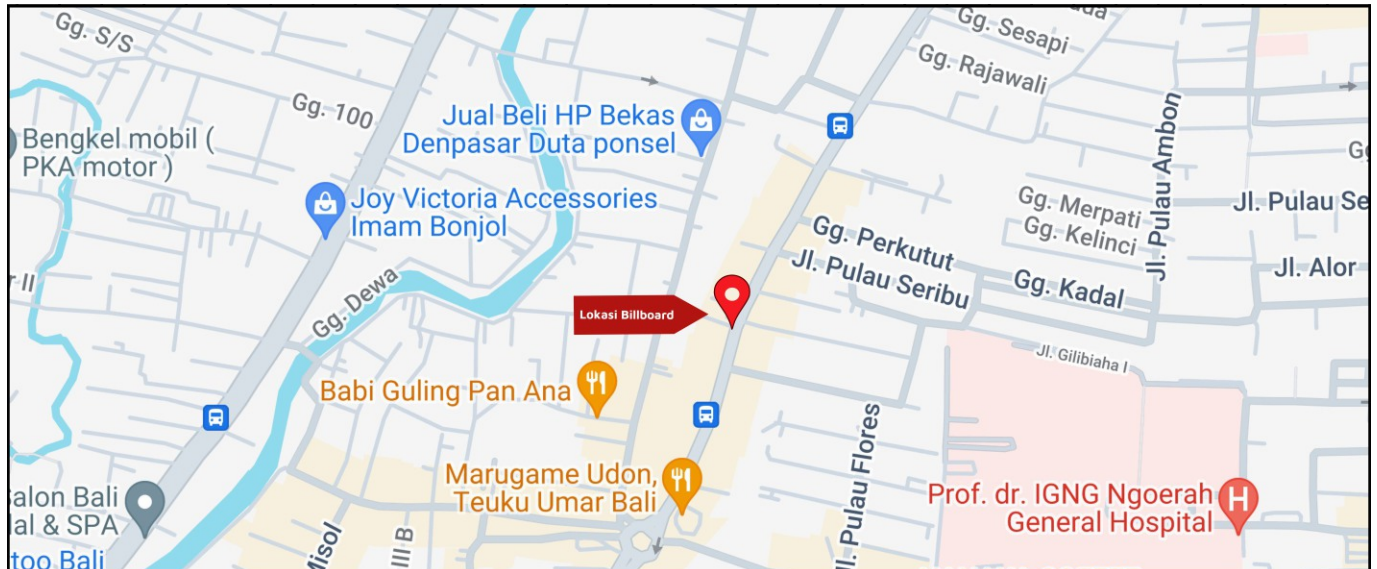 Gg. S/S
Gg. Sesapi
Gg. Rajawali
Gg. 100
Jual Beli HP Bekas
Denpasar Duta ponsel
Jl. Pulau Ambon
Bengkel mobil (
PKA motor )
Joy Victoria Accessories
Imam Bonjol
Gg. Merpati
Gg. Kelinci
Jl. Pulau Se
Gg. Perkutut
Jl. Pulau Seribu
Gg. Kadal
Jl. Alor
Gg. Dewa
Lokasi Billboard
Jl. Gilibiaha I
Babi Guling Pan Ana
Jl. Pulau Flores
Marugame Udon,
Teuku Umar Bali
Prof. dr. IGNG Ngoerah
General Hospital
H
alon Bali
al & SPA
too Bali
Misol
III B